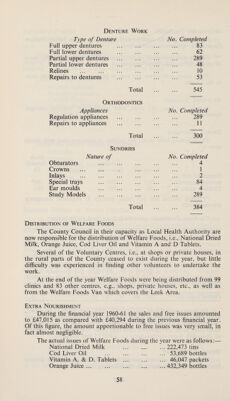 DENTURE WORK
Type of Denture No. Completed
Full upper dentures ... ... ... ... 83
Full lower dentures ... ... ... ... 62
Partial upper dentures ... ... ... ... 289
Partial lower dentures ... ... ... ... 48
Relines ... ... ... ... ... 10
Repairs to dentures ... ... ... ... 53
Total ... ... 545
ORTHODONTICS
Appliances No. Completed
Regulation appliances ... ... ... ... 289
Repairs to appliances ... ... ... ... 11
Total ... ... 300
SUNDRIES
Nature of No. Completed
Obturators ... ... ... ... 4
Crowns ... ... ... ... 1
Inlays ... ... ... ... 2
Special trays ... ... ... ... 84
Ear moulds ... ... ... ... 4
Study Models ... ... ... ... 289
Total ... ... 384
DISTRIBUTION OF WELFARE FOODS
The County Council in their capacity as Local Health Authority are
now responsible for the distribution of Welfare Foods, i.e., National Dried
Milk, Orange Juice, Cod Liver Oil and Vitamin A and D Tablets.
Several of the Voluntary Centres, i.e., at shops or private houses, in
the rural parts of the County ceased to exist during the year, but little
difficulty was experienced in finding other volunteers to undertake the
work.
At the end of the year Welfare Foods were being distributed from 99
clinics and 83 other centres, e.g., shops, private houses, etc., as well as
from the Welfare Foods Van which covers the Leek Area.
EXTRA NOURISHMENT
During the financial year 1960-61 the sales and free issues amounted
to £47,015 as compared with £40,294 during the previous financial year.
Of this figure, the amount apportionable to free issues was very small, in
fact almost negligible.
The actual issues of Welfare Foods during the year were as follows:—
National Dried Milk ... ... ... 222,473 tins
Cod Liver Oil ... ... ... 53,689 bottles
Vitamin A. & D. Tablets ... ... ... 46,047 packets
Orange Juice ... ... ... ... 432,349 bottles
58